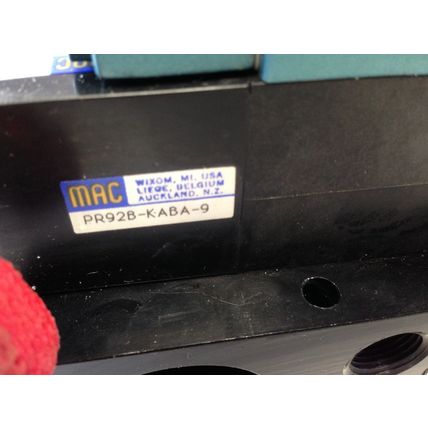 MAC
WIXOM, MI. USA
LIEGE, BELGIUM
AUCKLAND, N.Z.
PR92B-KABA-9